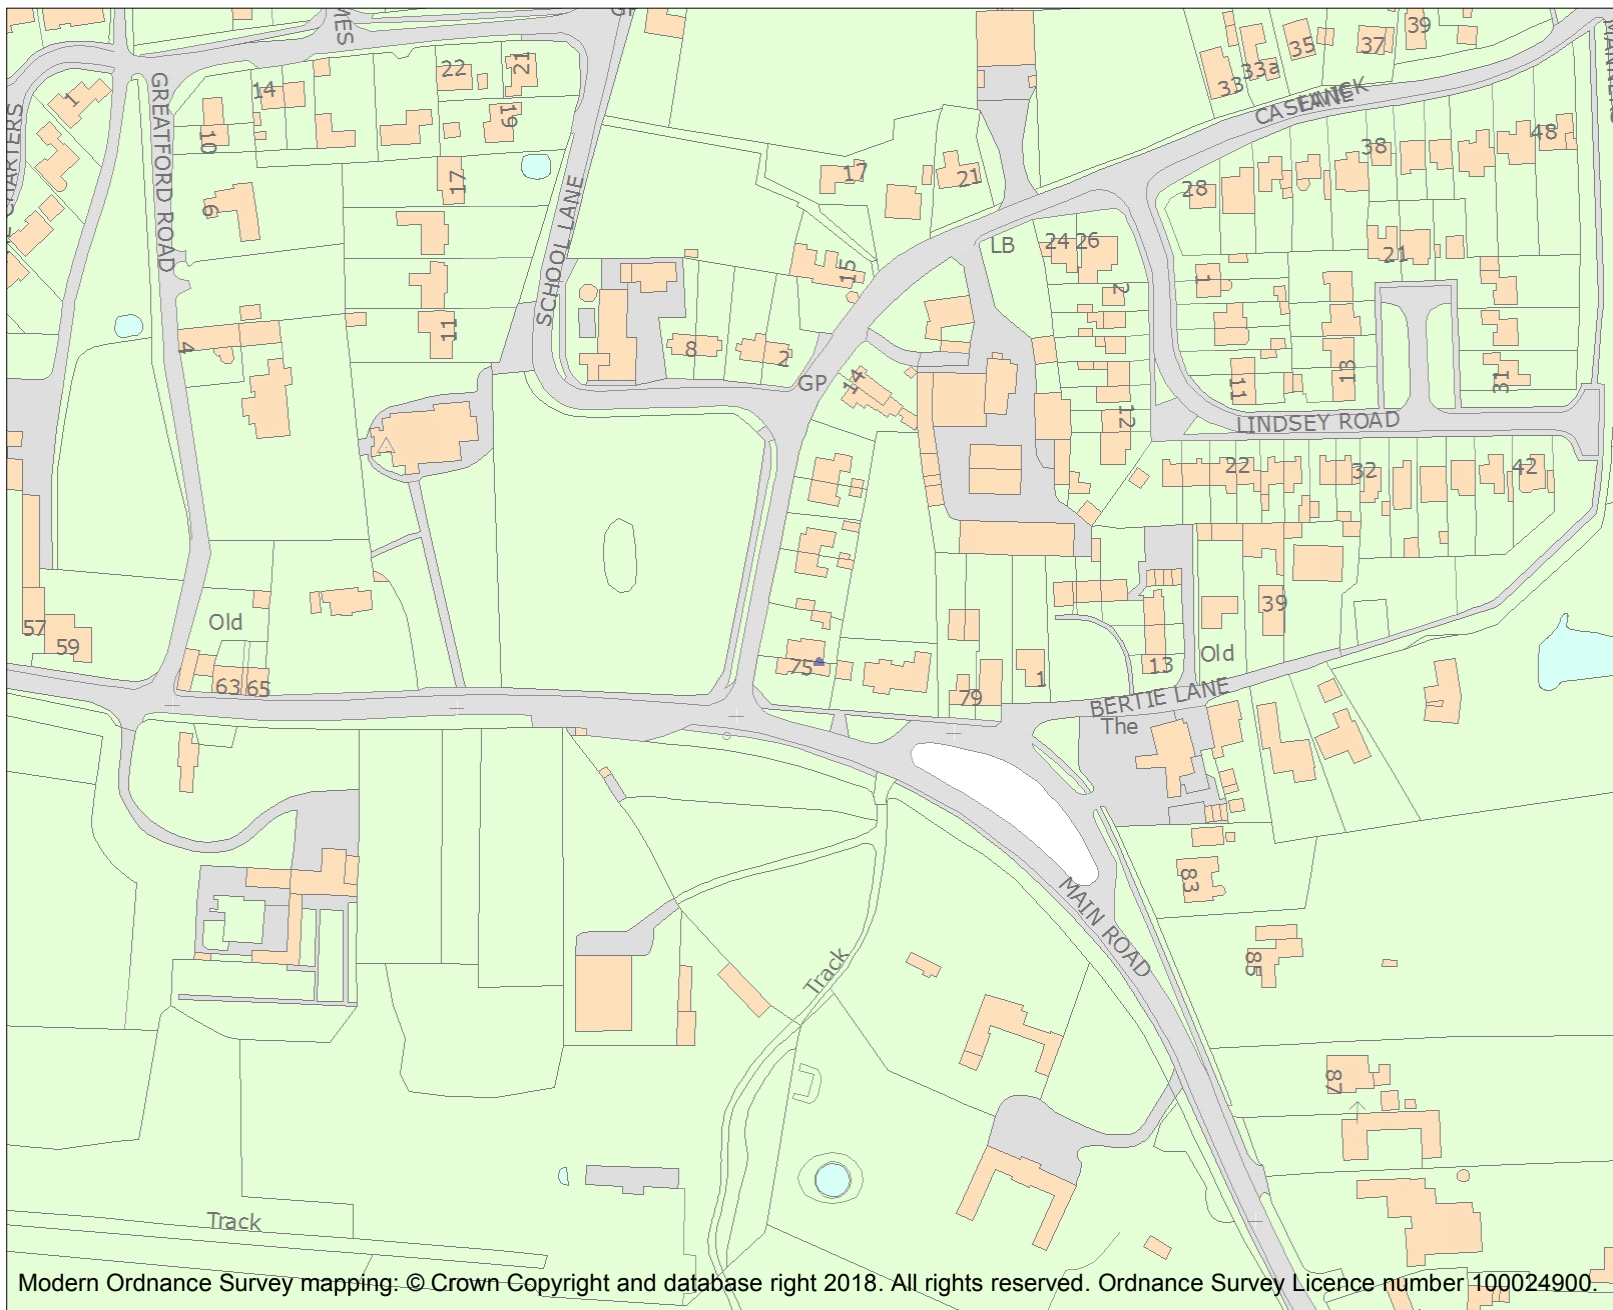 1
GREATFORD ROAD
14
10
22
21
19
17
9
11
4
SCHOOL LANE
17
21
15
LB
24 26
28
33
33a
35
37
39
CASEWICK
LANE
38
48
21
1
2
8
2
GP
14
12
11
13
31
LINDSEY ROAD
22
32
42
57
59
Old
63 65
75
79
1
13
Old
39
BERTIE LANE
The
83
MAIN ROAD
85
Track
87
Track
Modern Ordnance Survey mapping: © Crown Copyright and database right 2018. All rights reserved. Ordnance Survey Licence number 100024900.